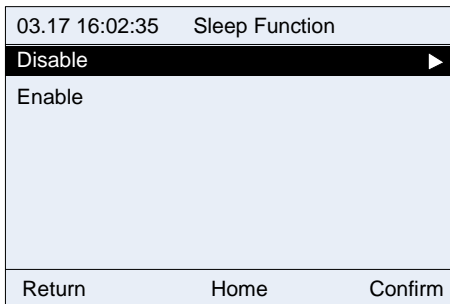 03.17 16:02:35 Sleep Function
Disable
Enable
Return Home Confirm